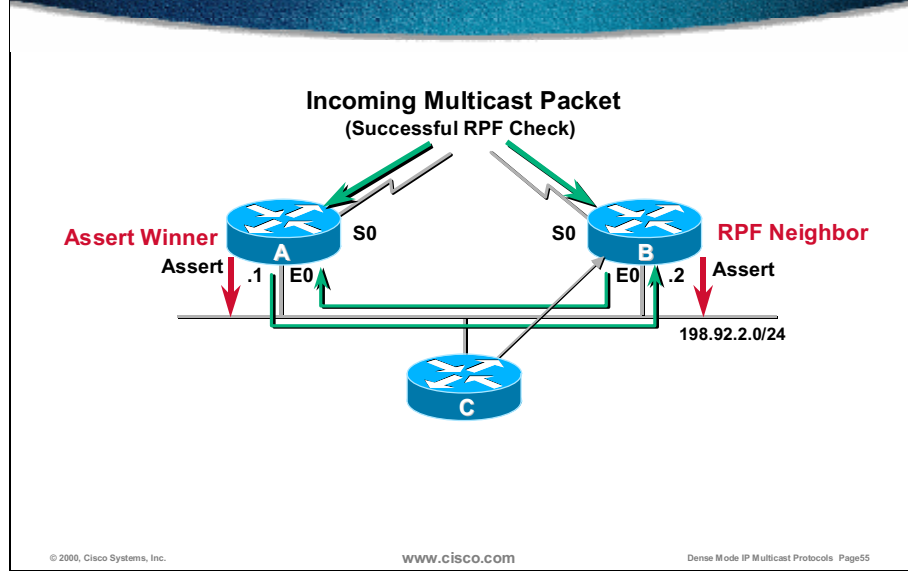 Incoming Multicast Packet
(Successful RPF Check)
Assert Winner
A
S0
S0
B
RPF Neighbor
Assert
.1
E0
E0
.2
Assert
198.92.2.0/24
C
© 2000, Cisco Systems, Inc.
www.cisco.com
Dense Mode IP Multicast Protocols Page55